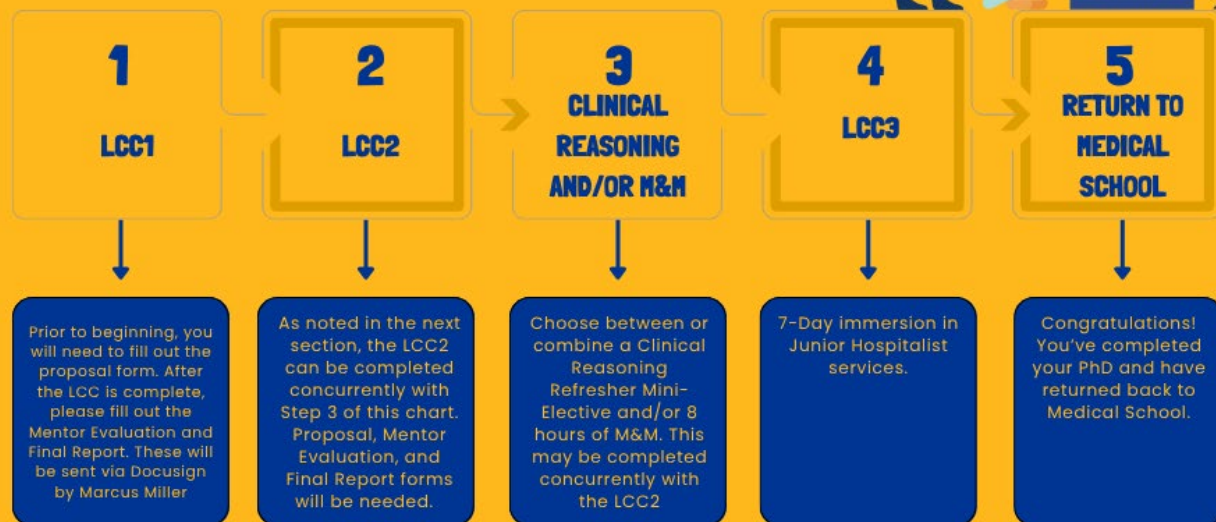 1
LCC1
Prior to beginning, you
will need to fill out the
proposal form. After
the LCC is complete,
please fill out the
Mentor Evaluation and
Final Report. These will
be sent via Docusign
by Marcus Miller
2
LCC2
As noted in the next
section, the LCC2
can be completed
concurrently with
Step 3 of this chart.
Proposal, Mentor
Evaluation, and
Final Report forms
will be needed.
3
CLINICAL
REASONING
AND/OR M&M
Choose between or
combine a Clinical
Reasoning
Refresher Mini-
Elective and/or 8
hours of M&M. This
may be completed
concurrently with
the LCC2
4
LCC3
7-Day immersion in
Junior Hospitalist
services.
5
RETURN TO
MEDICAL
SCHOOL
Congratulations!
You've completed
your PhD and have
returned back to
Medical School.